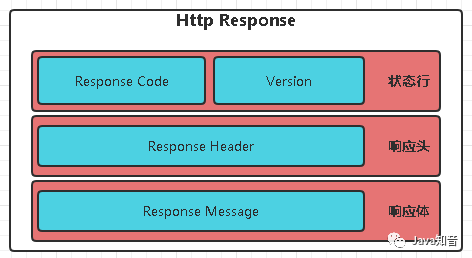 Http Response
Response Code Version 状态行
Response Header 响应头
Response Message 响应体
Java知音